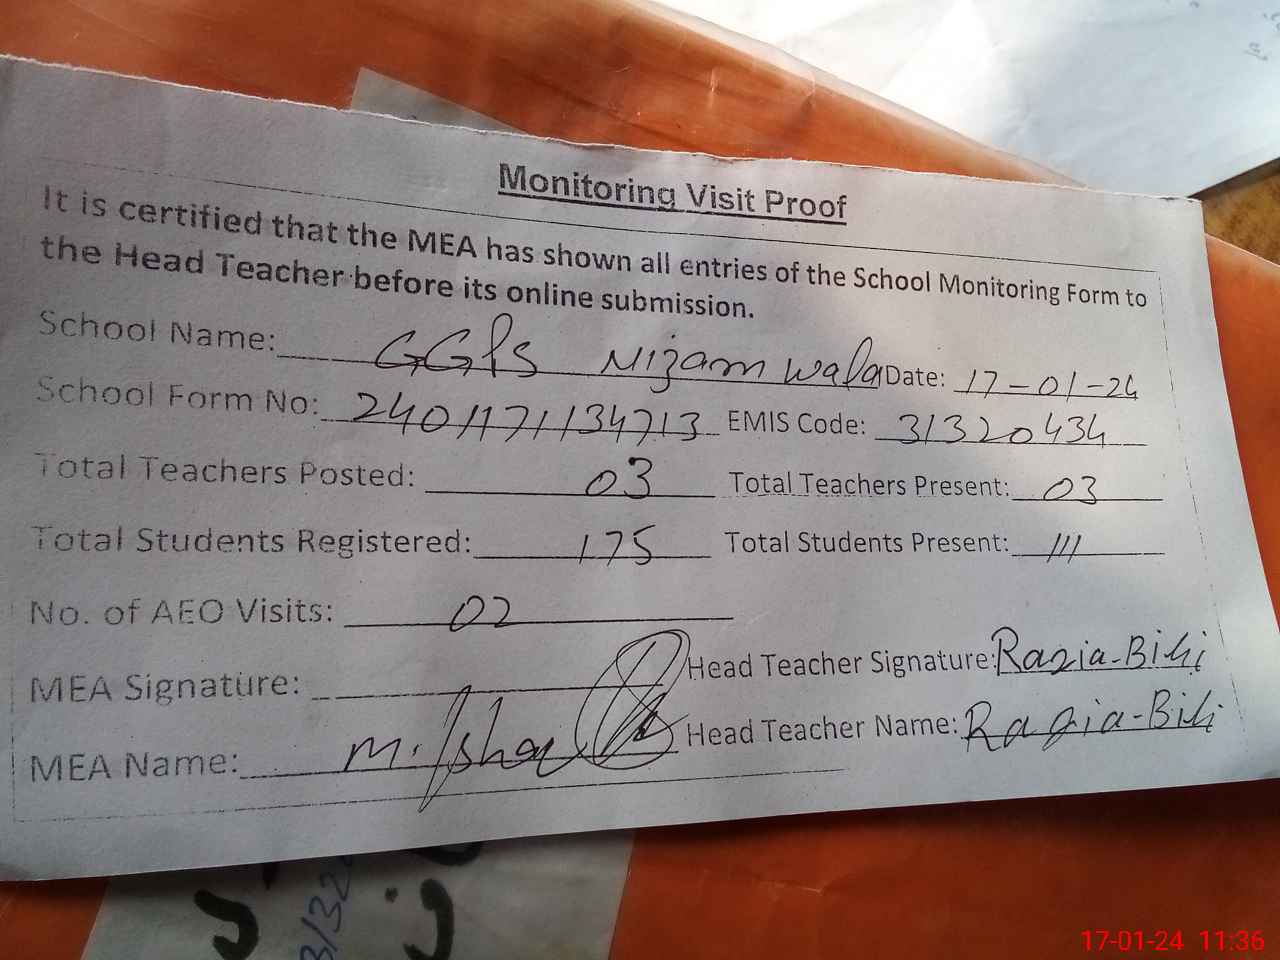 Monitoring Visit Proof
It is certified that the MEA has shown all entries of the School Monitoring Form to
the Head Teacher before its online submission.
School Name: GGPS Nizam Wala Date: 17-01-24
School Form No: 2401171134713 EMIS Code: 31320434
Total Teachers Posted: 03 Total Teachers Present: 03
Total Students Registered: 175 Total Students Present: 111
No. of AEO Visits: 02
MEA Signature: Head Teacher Signature: Razia-Bibi
MEA Name: M. Head Teacher Name: Razia-Bibi
17-01-24 11:36